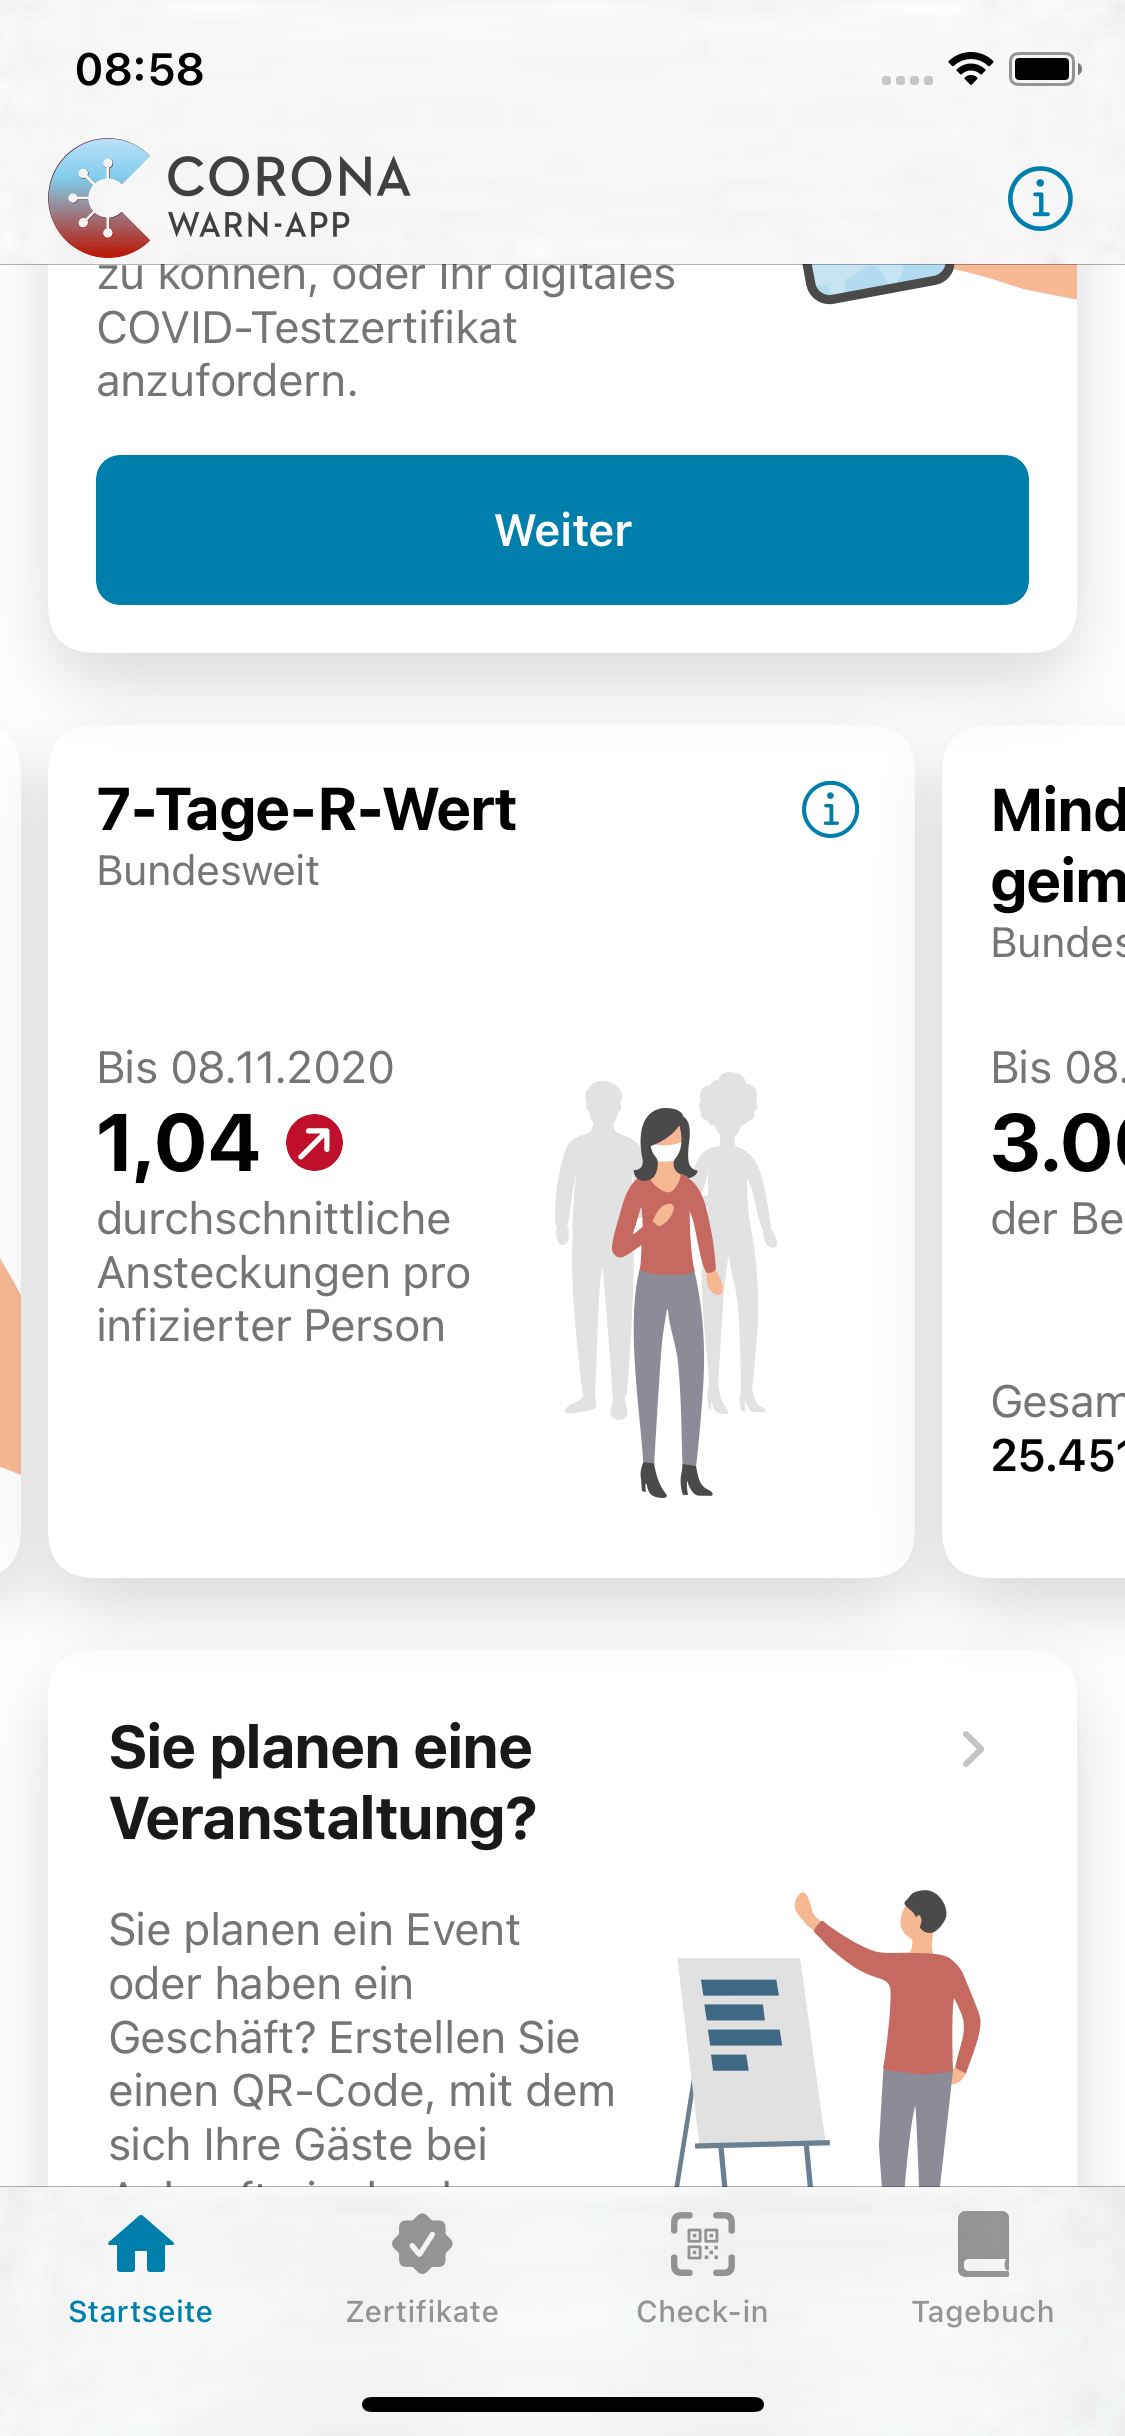 08:58
CORONA
WARN-APP
zu können, oder Ihr digitales
COVID-Testzertifikat
anzufordern.
Weiter
7-Tage-R-Wert
Bundesweit
Bis 08.11.2020
1,04
durchschnittliche
Ansteckungen pro
infizierter Person
Mind
geim
Bundes
Bis 08.
3.0
der Be
Gesam
25.451
Sie planen eine
Veranstaltung?
Sie planen ein Event
oder haben ein
Geschäft? Erstellen Sie
einen QR-Code, mit dem
sich Ihre Gäste bei
Startseite
Zertifikate
Check-in
Tagebuch